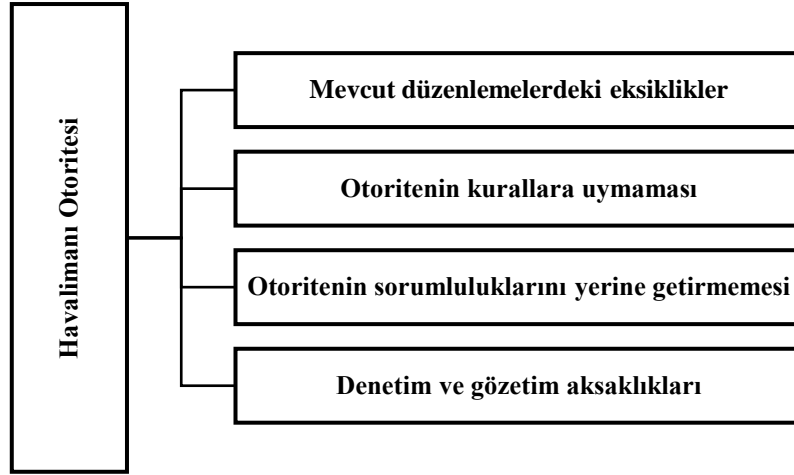 Havalimanı Otoritesi
Mevcut düzenlemelerdeki eksiklikler
Otoritenin kurallara uymaması
Otoritenin sorumluluklarını yerine getirmemesi
Denetim ve gözetim aksaklıkları